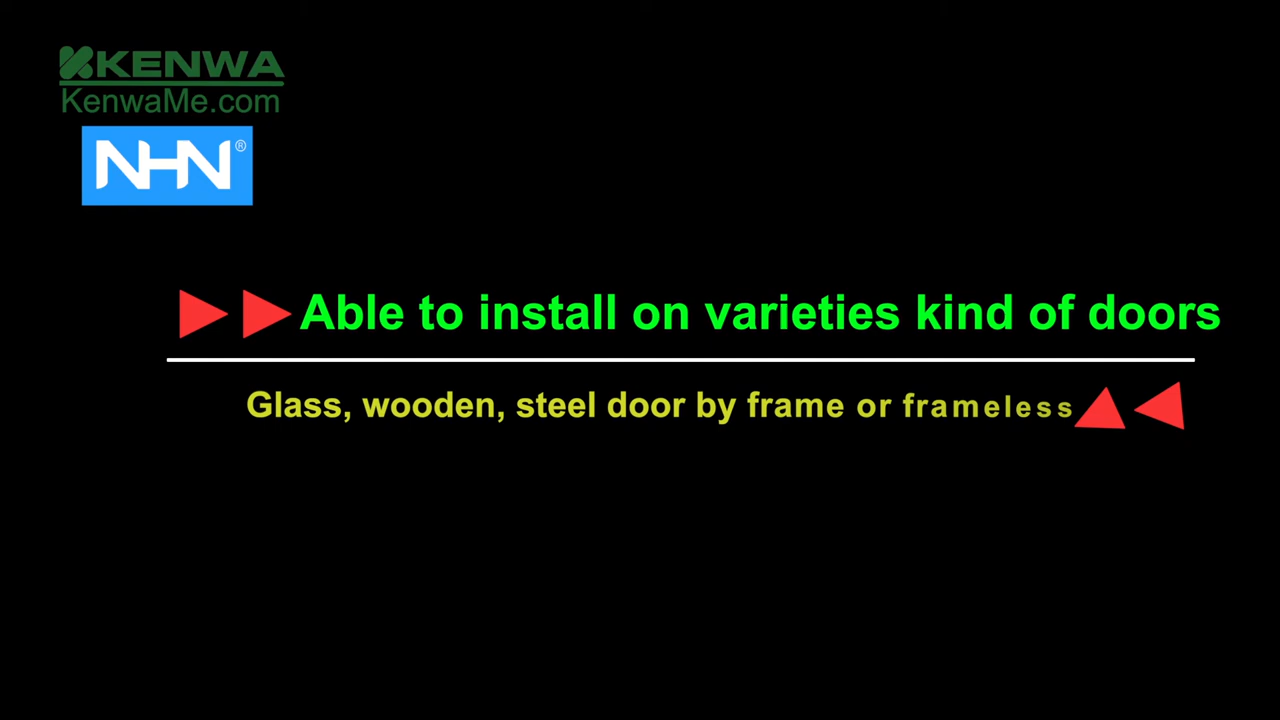 KENWA
KenwaMe.com
NHN®
Able to install on varieties kind of doors
Glass, wooden, steel door by frame or frameless